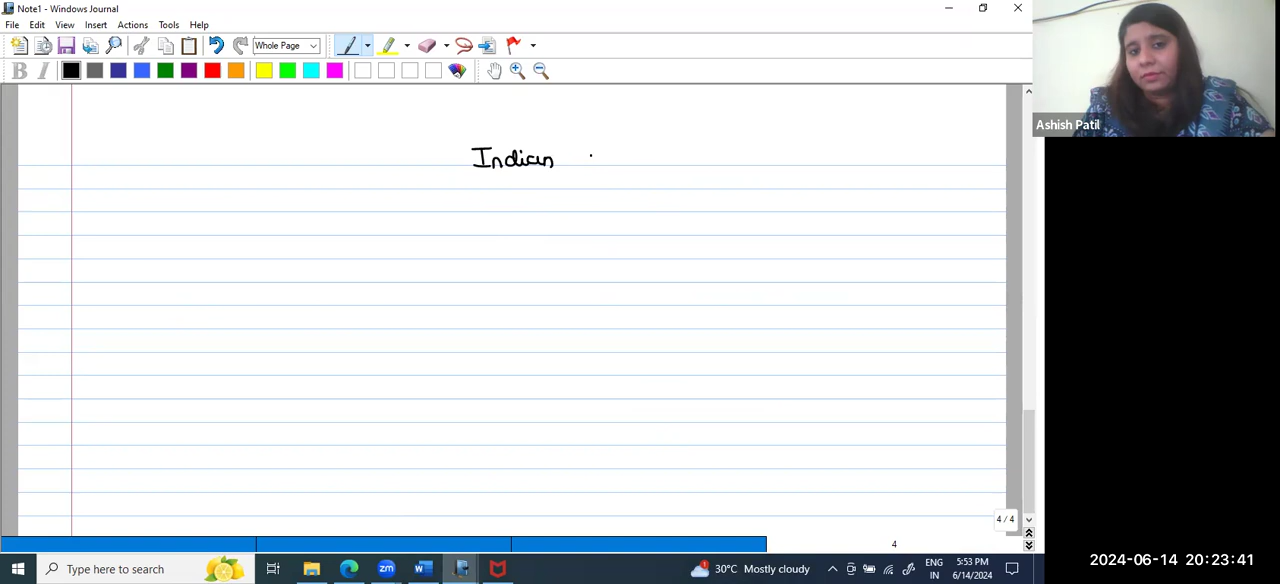 Note1 - Windows Journal
File Edit View Insert Actions Tools Help
Whole Page
B I
Ashish Patil
Indian
4 / 4
4
Type here to search
30°C Mostly cloudy
ENG
IN
5:53 PM
6/14/2024
2024-06-14 20:23:41